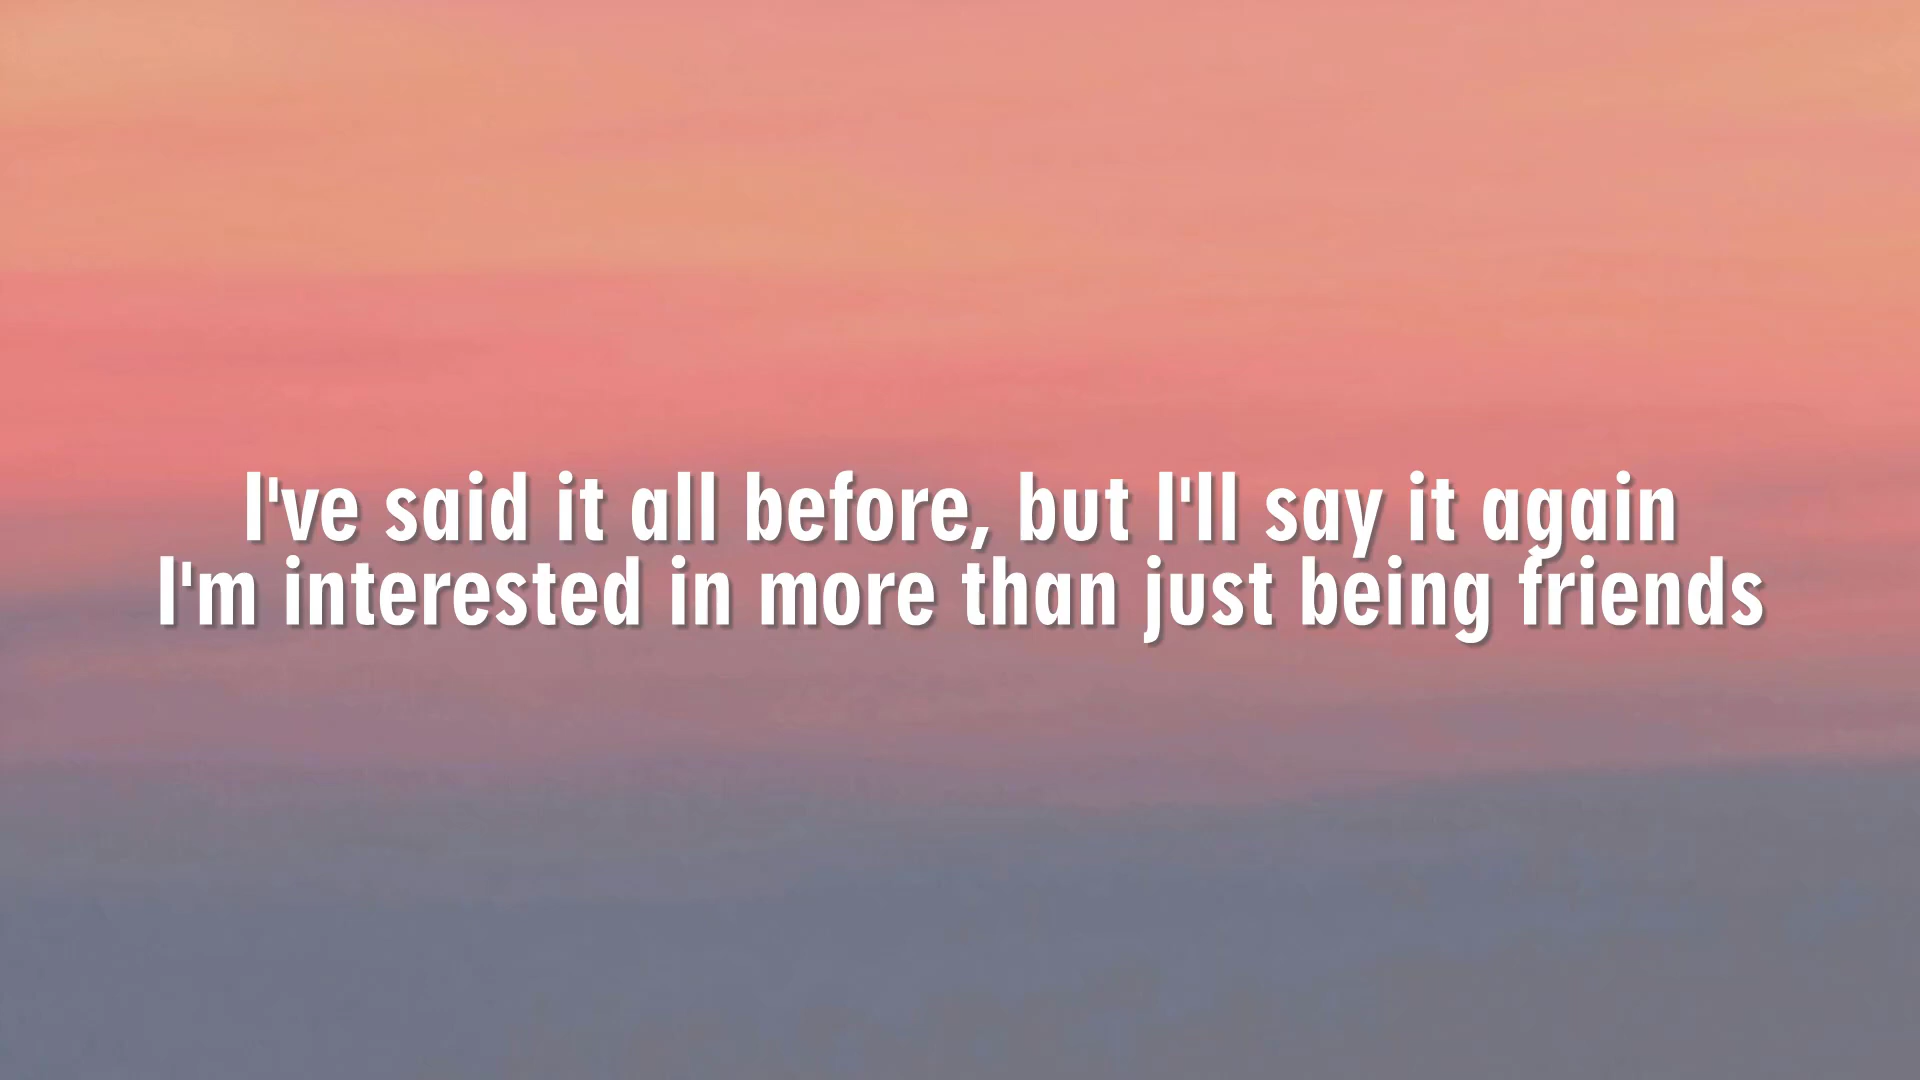 I've said it all before, but I'll say it again
I'm interested in more than just being friends